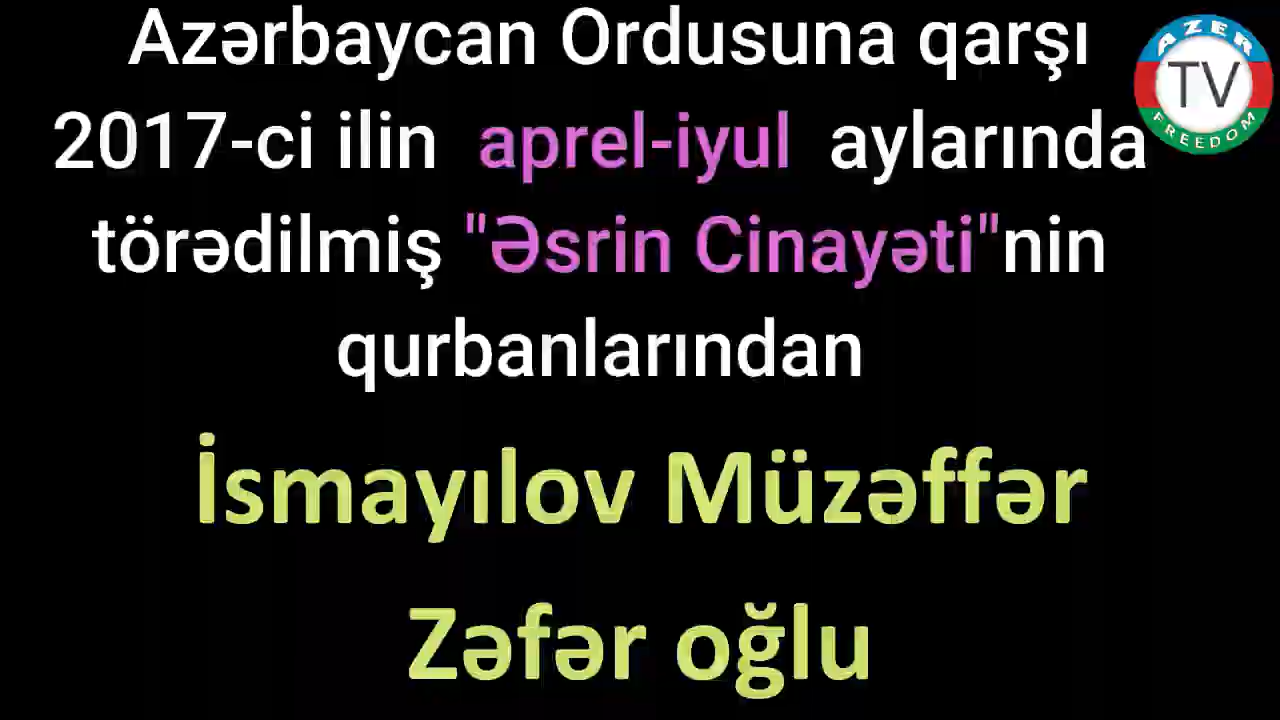 Azərbaycan Ordusuna qarşı
2017-ci ilin aprel-iyul aylarında
törədilmiş "Əsrin Cinayəti"nin
qurbanlarından
İsmayılov Müzəffər
Zəfər oğlu
AZER
TV
FREEDOM